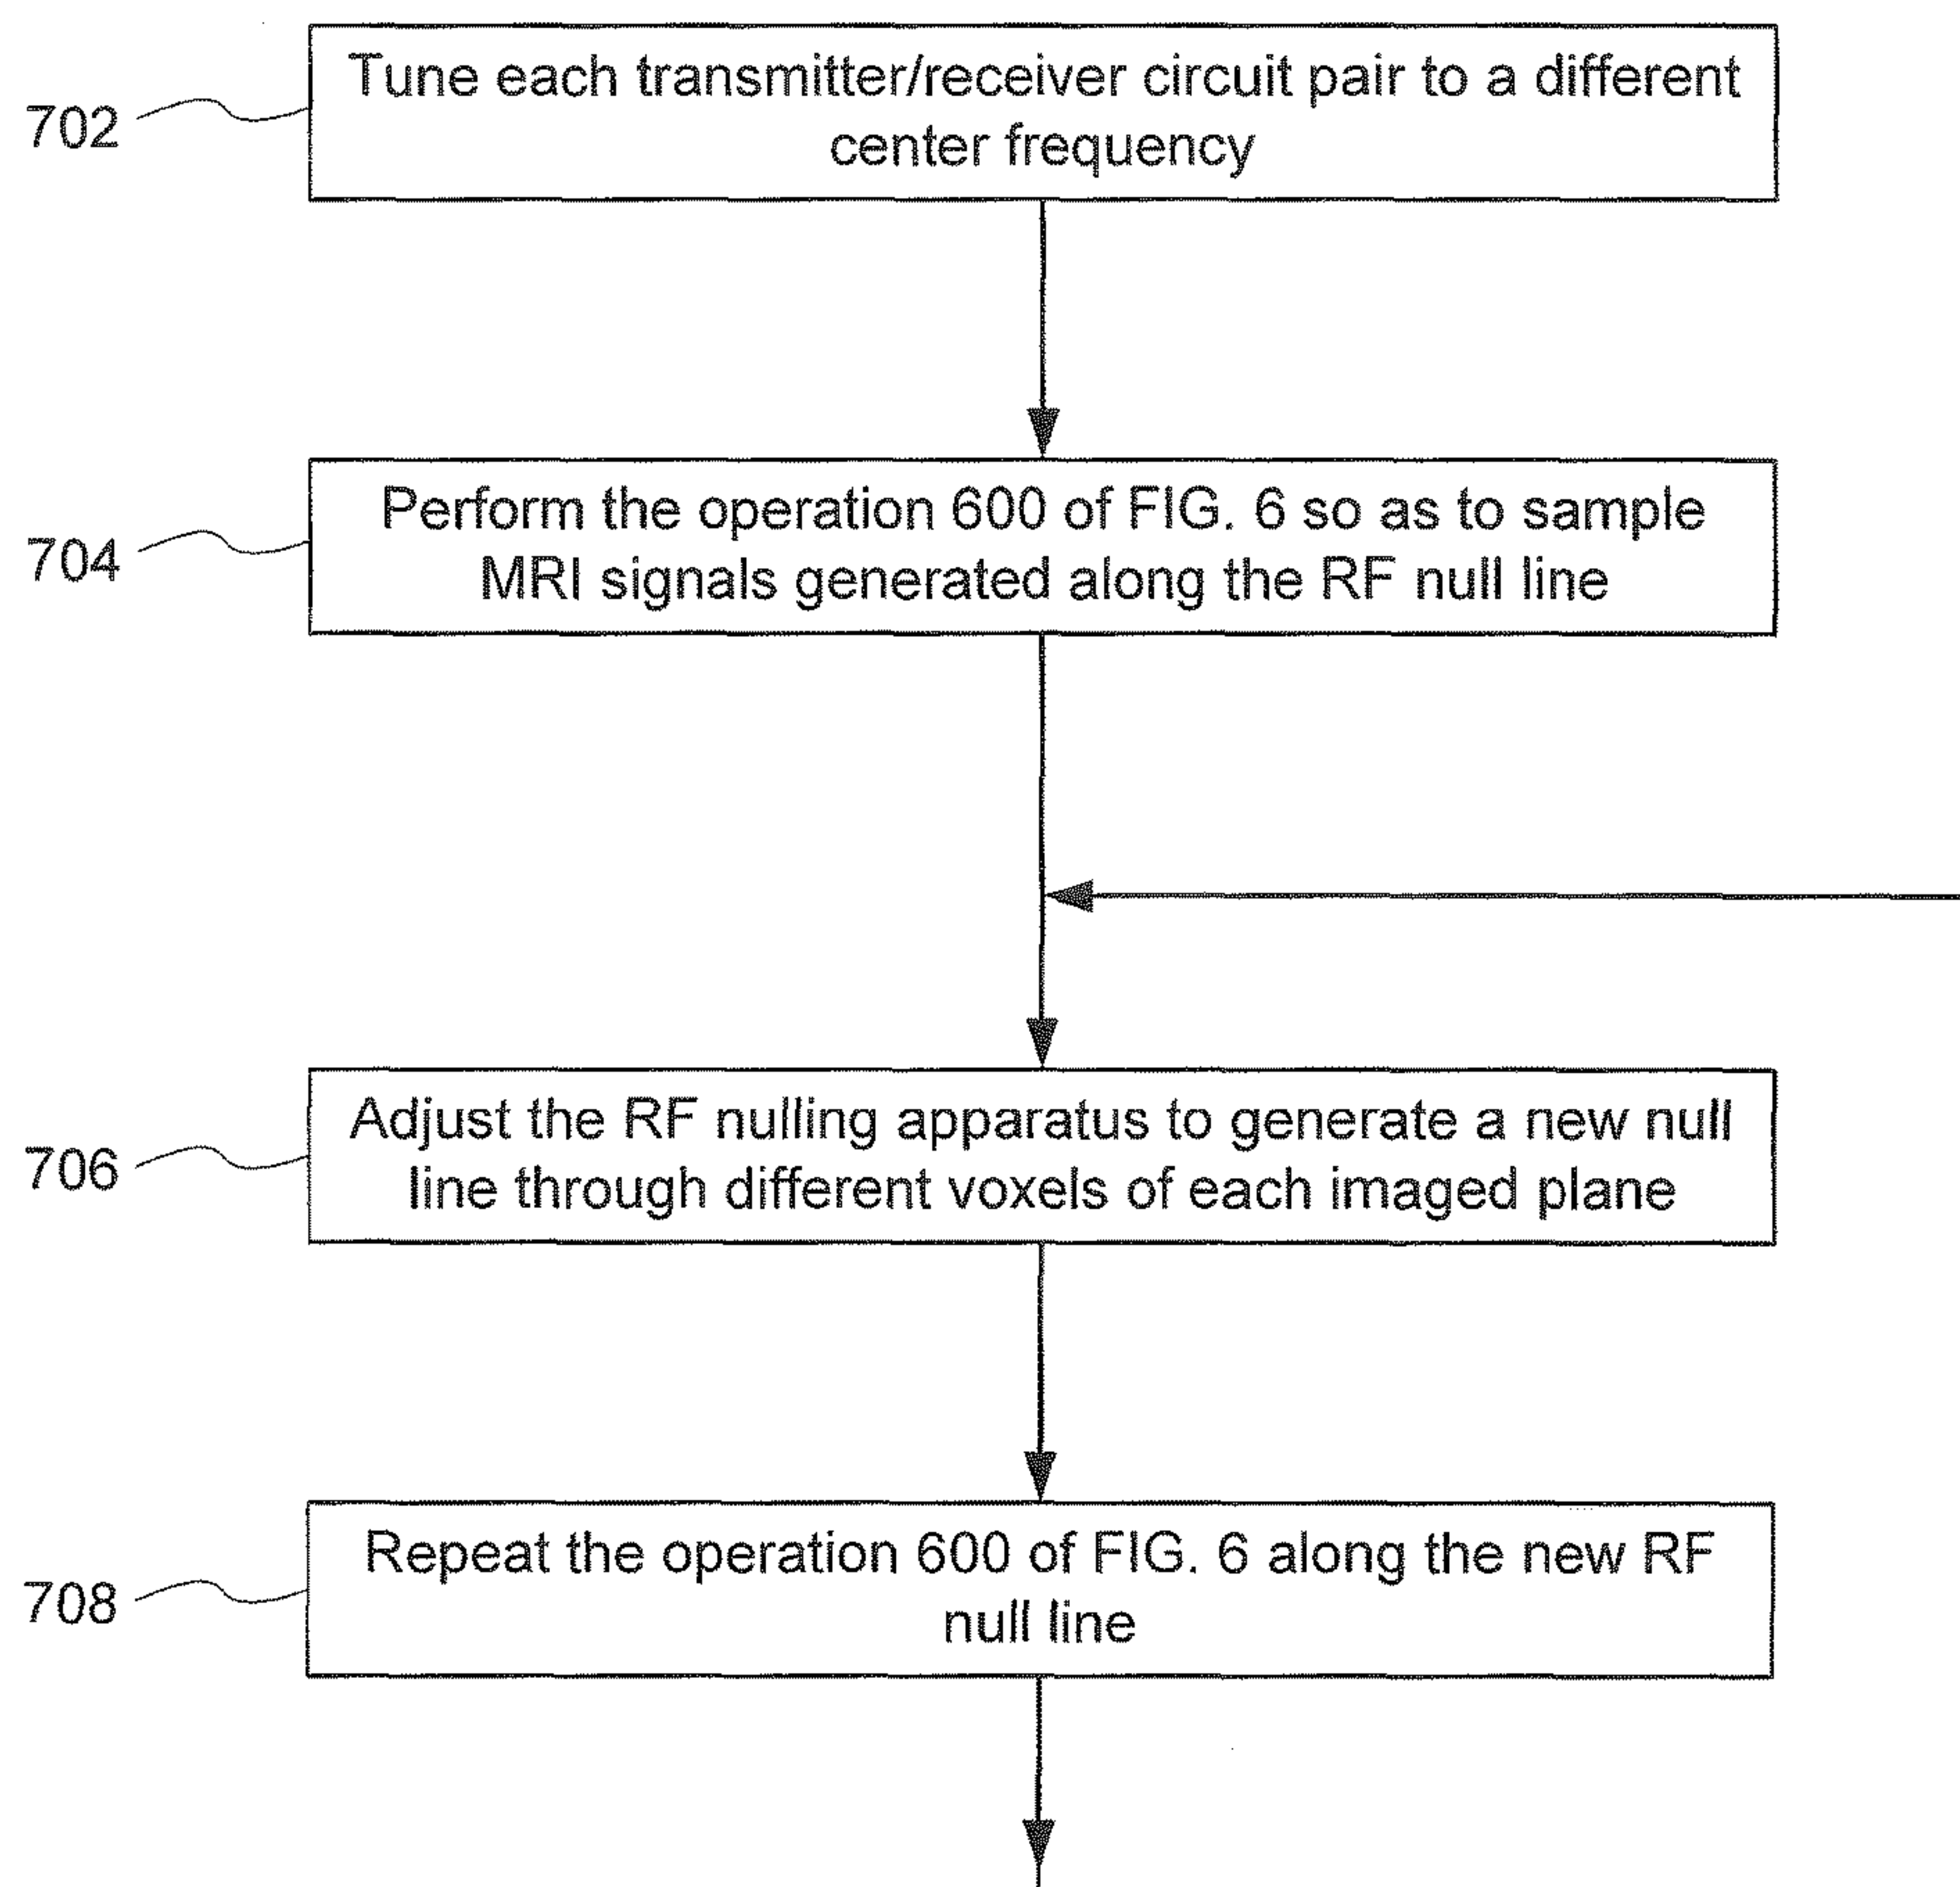 702
Tune each transmitter/receiver circuit pair to a different
center frequency
704
Perform the operation 600 of FIG. 6 so as to sample
MRI signals generated along the RF null line
706
Adjust the RF nulling apparatus to generate a new null
line through different voxels of each imaged plane
708
Repeat the operation 600 of FIG. 6 along the new RF
null line